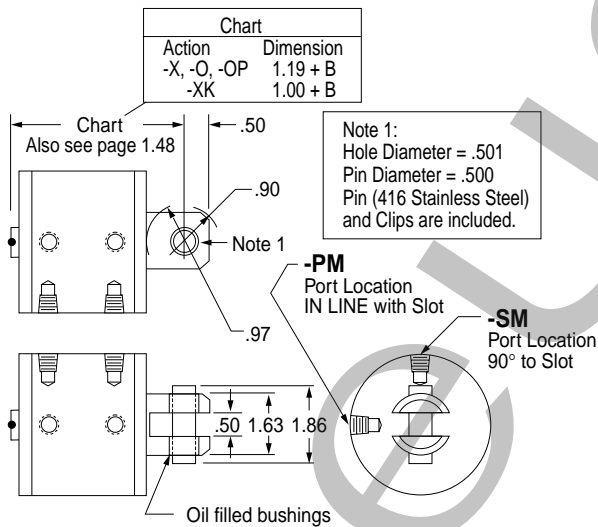 Chart
Action Dimension
-X, -O, -OP 1.19 + B
-XK 1.00 + B
Chart
Also see page 1.48
.50
Note 1:
Hole Diameter = .501
Pin Diameter = .500
Pin (416 Stainless Steel)
and Clips are included.
.90
Note 1
-PM
Port Location
IN LINE with Slot
-SM
Port Location
90° to Slot
.97
.50 1.63 1.86
Oil filled bushings